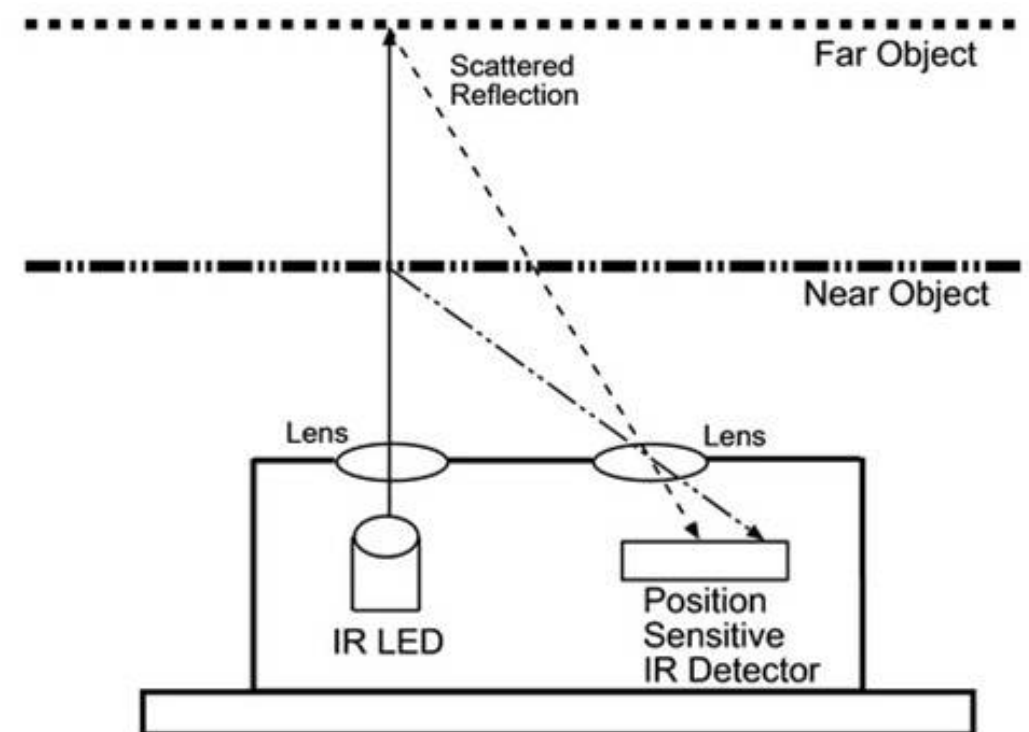 Far Object
Scattered
Reflection
Near Object
Lens
Lens
IR LED
Position
Sensitive
IR Detector